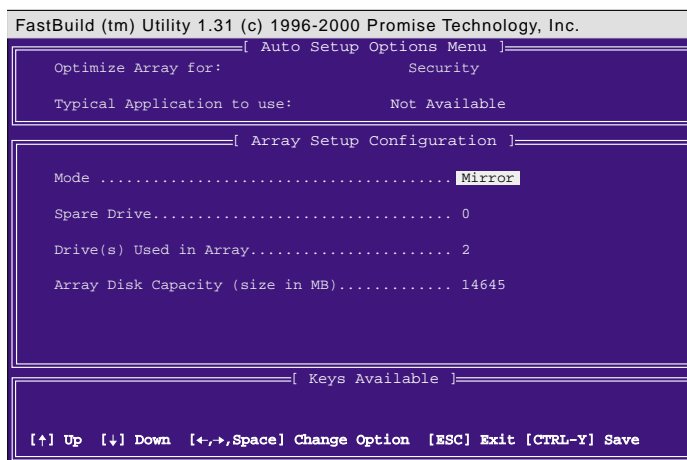 FastBuild (tm) Utility 1.31 (c) 1996-2000 Promise Technology, Inc.
[ Auto Setup Options Menu ]
Optimize Array for: Security
Typical Application to use: Not Available
[ Array Setup Configuration ]
Mode ........................................ Mirror
Spare Drive.................................. 0
Drive(s) Used in Array....................... 2
Array Disk Capacity (size in MB)............. 14645
[ Keys Available ]
[↑] Up [↓] Down [←,→,Space] Change Option [ESC] Exit [CTRL-Y] Save